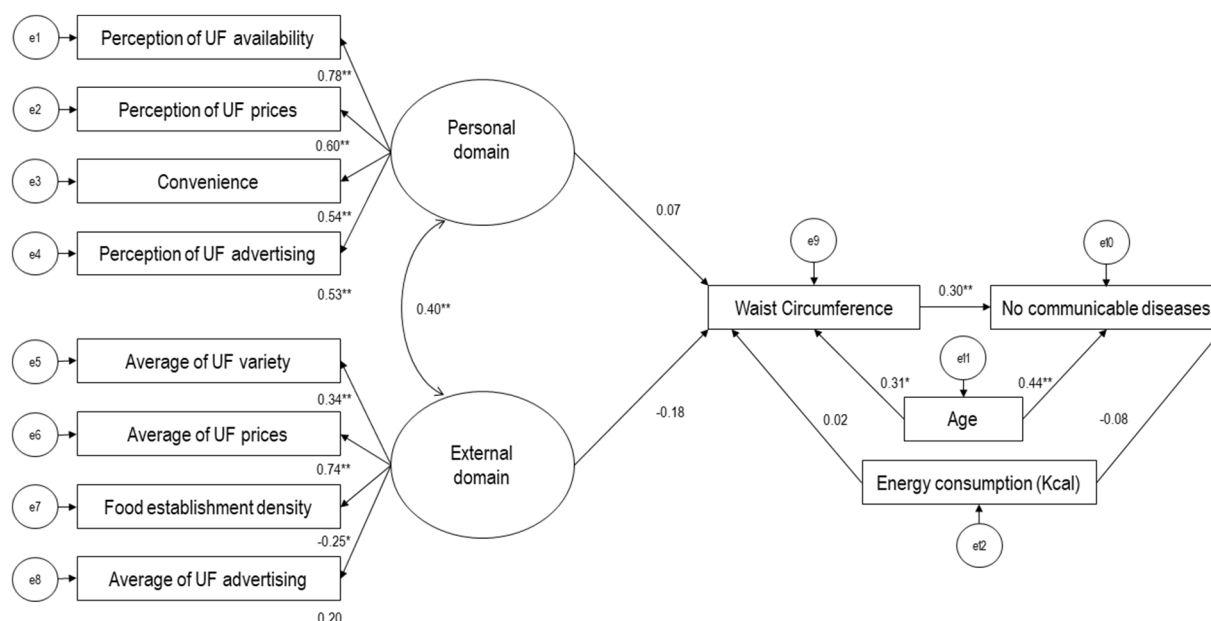 e1
Perception of UF availability
0.78**
e2
Perception of UF prices
0.60**
e3
Convenience
0.54**
e4
Perception of UF advertising
0.53**
Personal
domain
0.40**
e5
Average of UF variety
0.34**
e6
Average of UF prices
0.74**
e7
Food establishment density
-0.25*
e8
Average of UF advertising
0.20
External
domain
0.07
-0.18
e9
Waist Circumference
0.30**
e10
No communicable diseases
e11
0.31*
0.44**
Age
0.02
-0.08
Energy consumption (Kcal)
e12